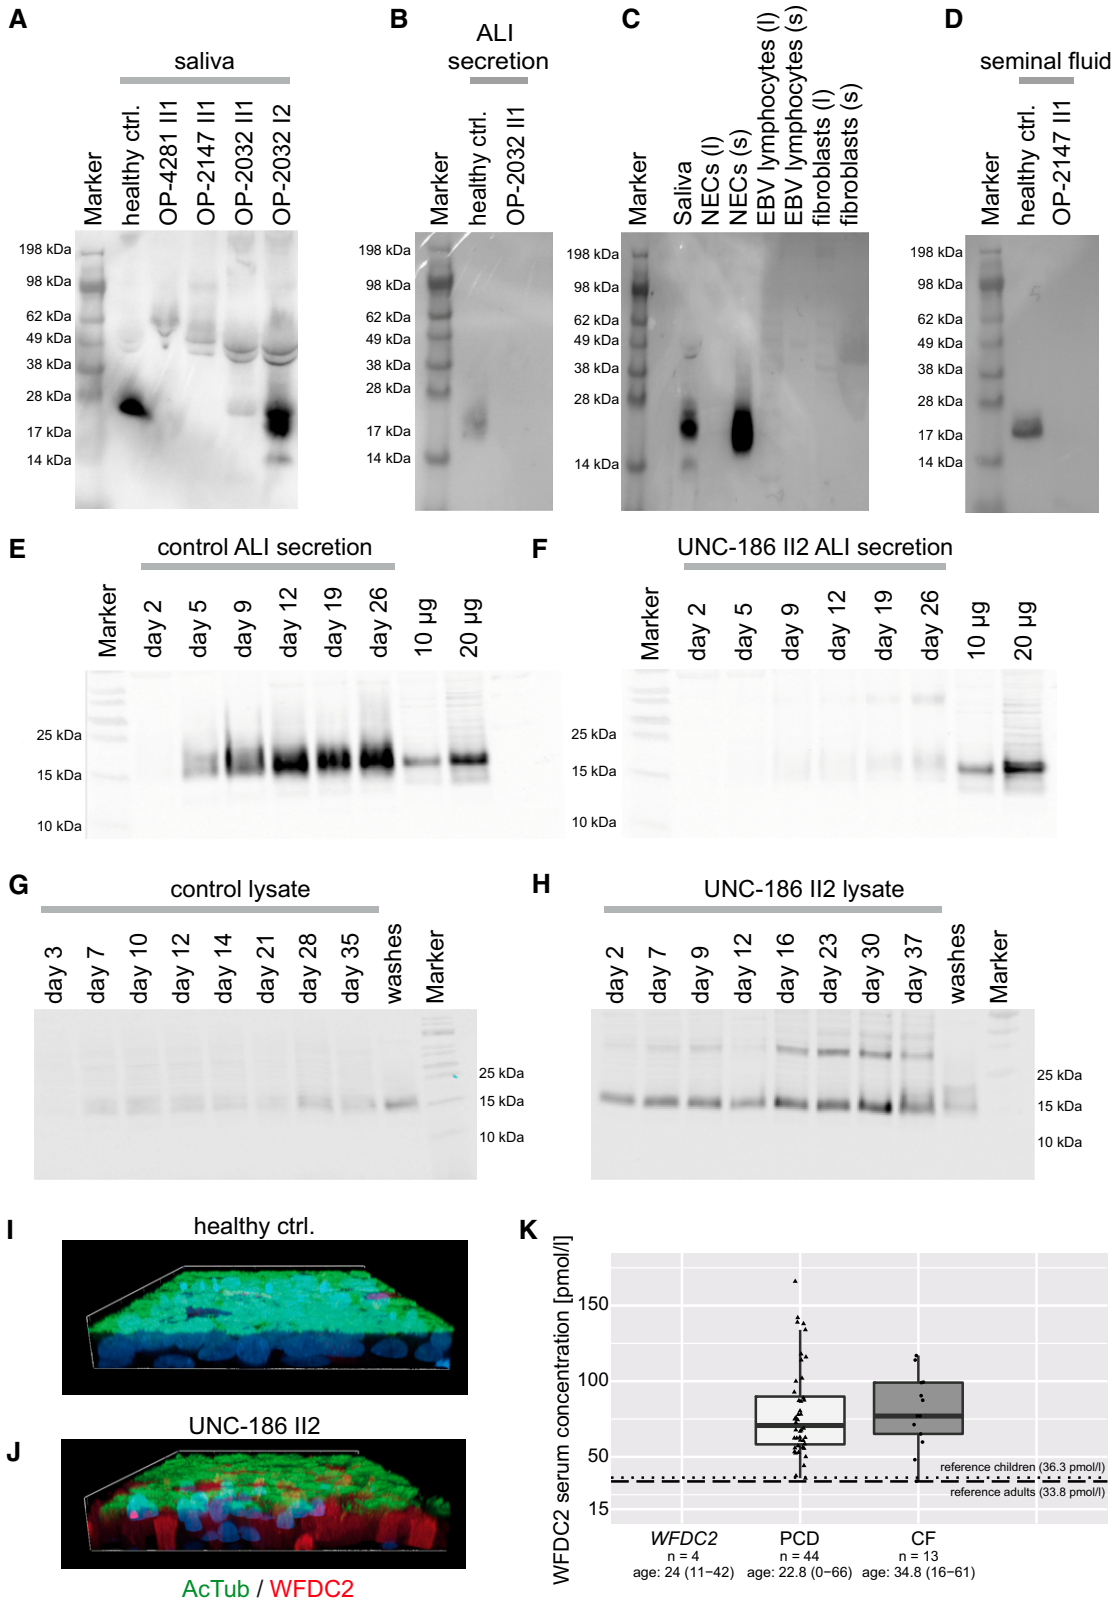 A
saliva
Marker
healthy ctrl.
OP-4281 II1
OP-2147 II1
OP-2032 II1
OP-2032 I2
198 kDa
98 kDa
62 kDa
49 kDa
38 kDa
28 kDa
17 kDa
14 kDa
B
ALI
secretion
Marker
healthy ctrl.
OP-2032 II1
198 kDa
98 kDa
62 kDa
49 kDa
38 kDa
28 kDa
17 kDa
14 kDa
C
Marker
Saliva
NECs (l)
NECs (s)
EBV lymphocytes (l)
EBV lymphocytes (s)
fibroblasts (l)
fibroblasts (s)
198 kDa
98 kDa
62 kDa
49 kDa
38 kDa
28 kDa
14 kDa
D
seminal fluid
Marker
healthy ctrl.
OP-2147 II1
198 kDa
98 kDa
62 kDa
49 kDa
38 kDa
28 kDa
17 kDa
14 kDa
E
control ALI secretion
Marker
day 2
day 5
day 9
day 12
day 19
day 26
10 µg
20 µg
25 kDa
15 kDa
10 kDa
F
UNC-186 II2 ALI secretion
Marker
day 2
day 5
day 9
day 12
day 19
day 26
10 µg
20 µg
25 kDa
15 kDa
10 kDa
G
control lysate
day 3
day 7
day 10
day 12
day 14
day 21
day 28
day 35
washes
Marker
25 kDa
15 kDa
10 kDa
H
UNC-186 II2 lysate
day 2
day 7
day 9
day 12
day 16
day 23
day 30
day 37
washes
Marker
25 kDa
15 kDa
10 kDa
I
healthy ctrl.
J
UNC-186 II2
AcTub / WFDC2
K
WFDC2 serum concentration [pmol/l]
150
100
50
15
reference children (36.3 pmol/l)
reference adults (33.8 pmol/l)
WFDC2
n = 4
age: 24 (11−42)
PCD
n = 44
age: 22.8 (0−66)
CF
n = 13
age: 34.8 (16−61)